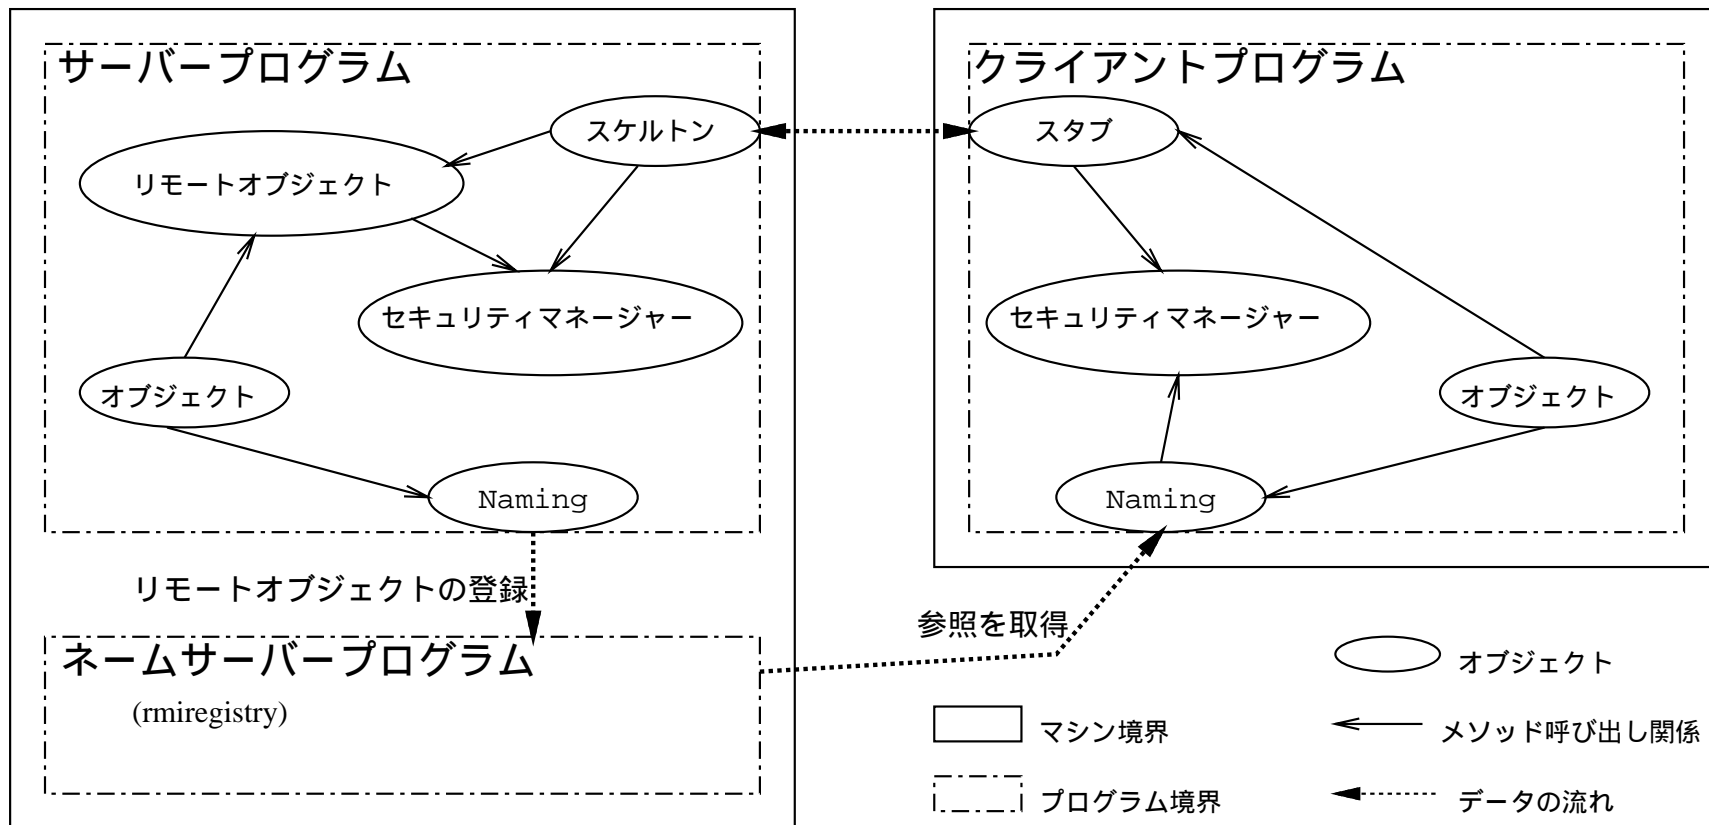 サーバープログラム
スケルトン
リモートオブジェクト
セキュリティマネージャー
オブジェクト
Naming
リモートオブジェクトの登録
ネームサーバープログラム
(rmiregistry)
クライアントプログラム
スタブ
セキュリティマネージャー
オブジェクト
Naming
参照を取得
オブジェクト
マシン境界
メソッド呼び出し関係
プログラム境界
データの流れ